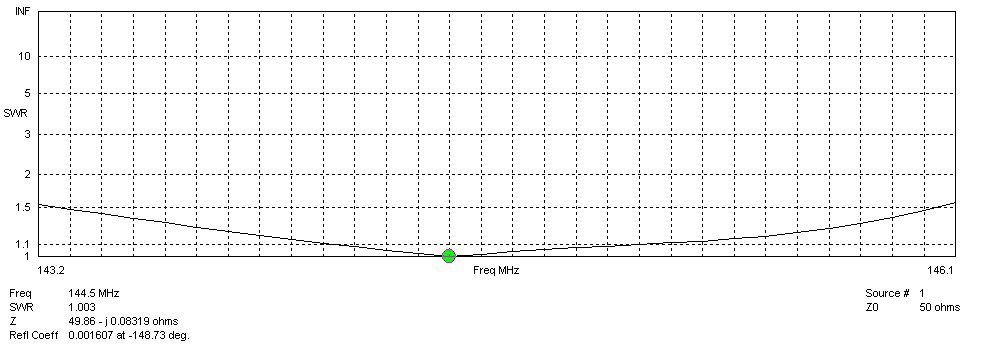 INF
10
5
SWR
3
2
1.5
1.1
1
143.2 Freq MHz 146.1
Freq 144.5 MHz Source # 1
SWR 1.003 Z0 50 ohms
Z 49.86 - j 0.08319 ohms
Refl Coeff 0.001607 at -148.73 deg.